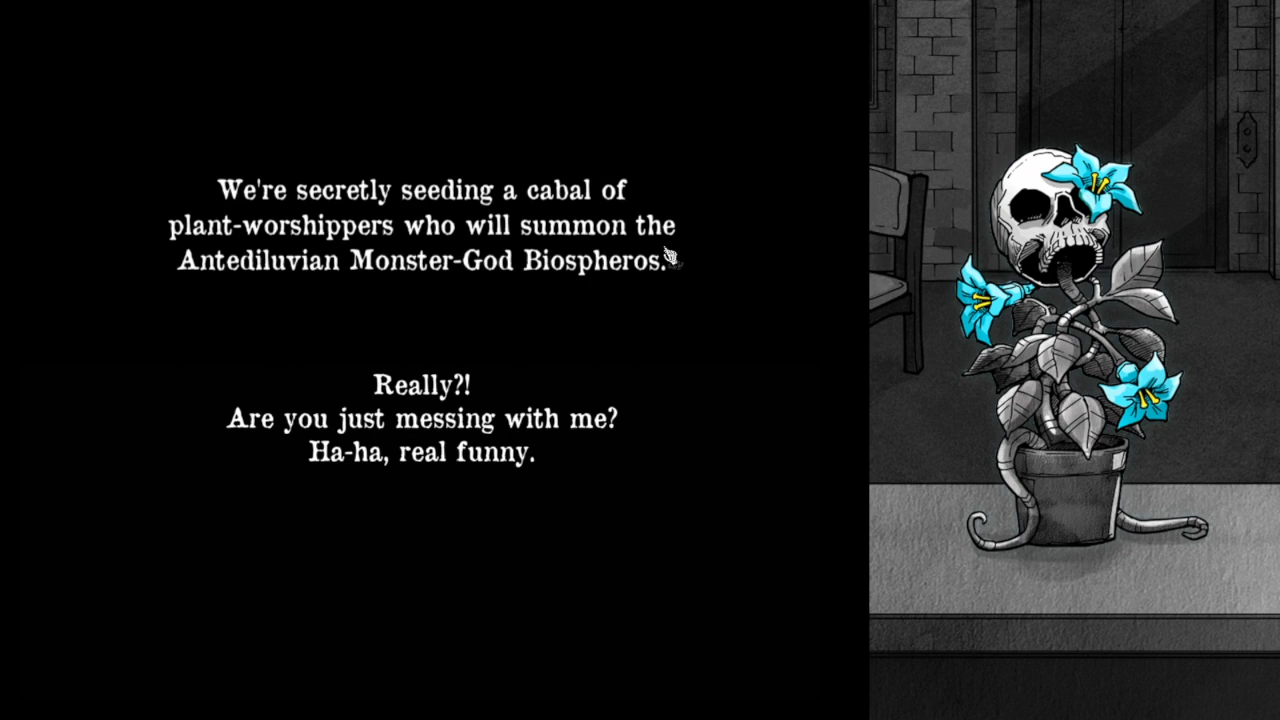 We're secretly seeding a cabal of
plant-worshippers who will summon the
Antediluvian Monster-God Biospheros.
Really?!
Are you just messing with me?
Ha-ha, real funny.